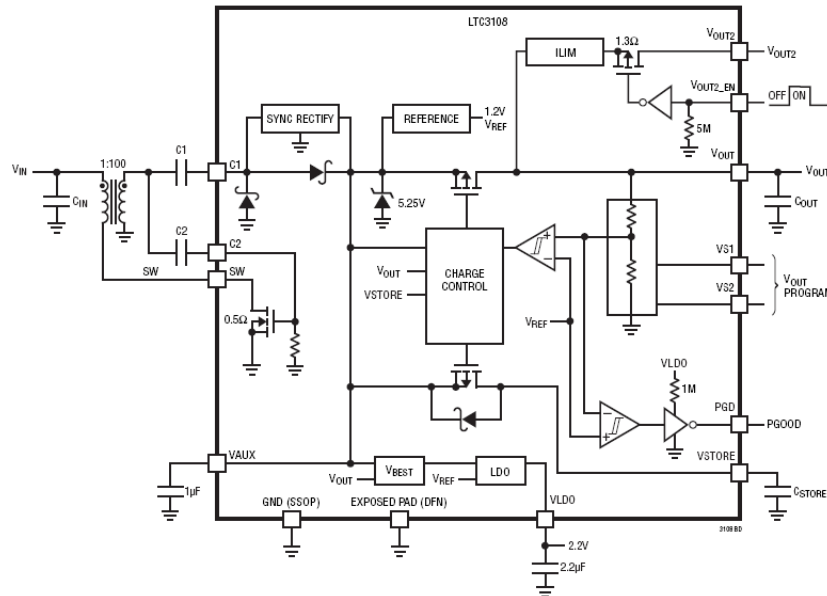 LTC3108
ILIM
1.3Ω
VOUT2
VOUT2
VOUT2_EN
OFF
ON
5M
SYNC RECTIFY
REFERENCE
1.2V
VREF
VOUT
VOUT
C1
C1
VIN
1:100
CIN
5.25V
COUT
C2
C2
SW
SW
VOUT
VSTORE
CHARGE
CONTROL
+
−
VS1
VS2
VOUT
PROGRAM
0.5Ω
VREF
VLDO
1M
−
+
PGD
PGOOD
VSTORE
CSTORE
VAUX
1µF
VOUT
VBEST
VREF
LDO
GND (SSOP)
EXPOSED PAD (DFN)
VLDO
3108 BD
2.2V
2.2µF